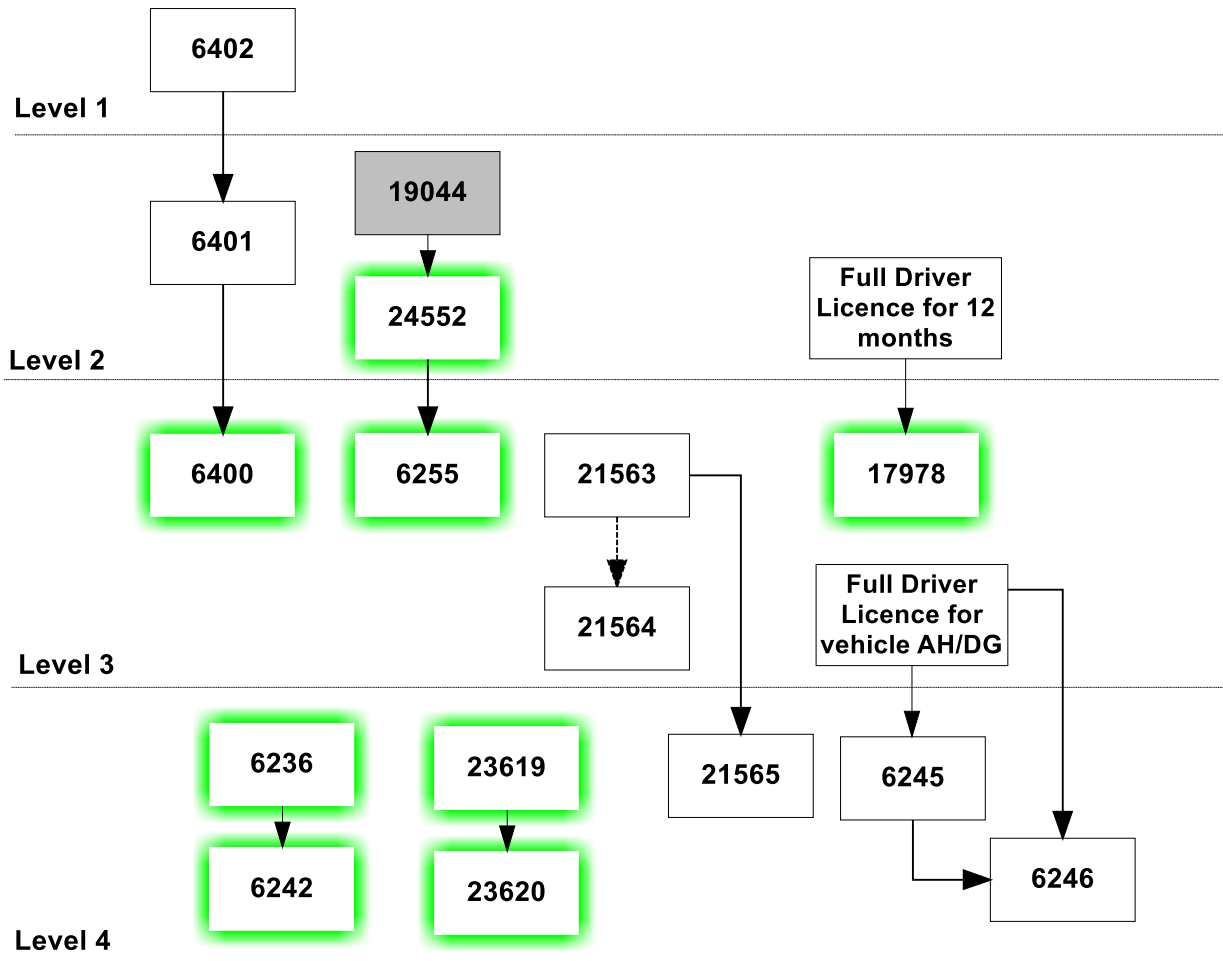 6402
Level 1
19044
6401
24552
Full Driver
Licence for 12
months
Level 2
6400
6255
21563
17978
21564
Full Driver
Licence for
vehicle AH/DG
Level 3
6236
23619
21565
6245
6242
23620
6246
Level 4